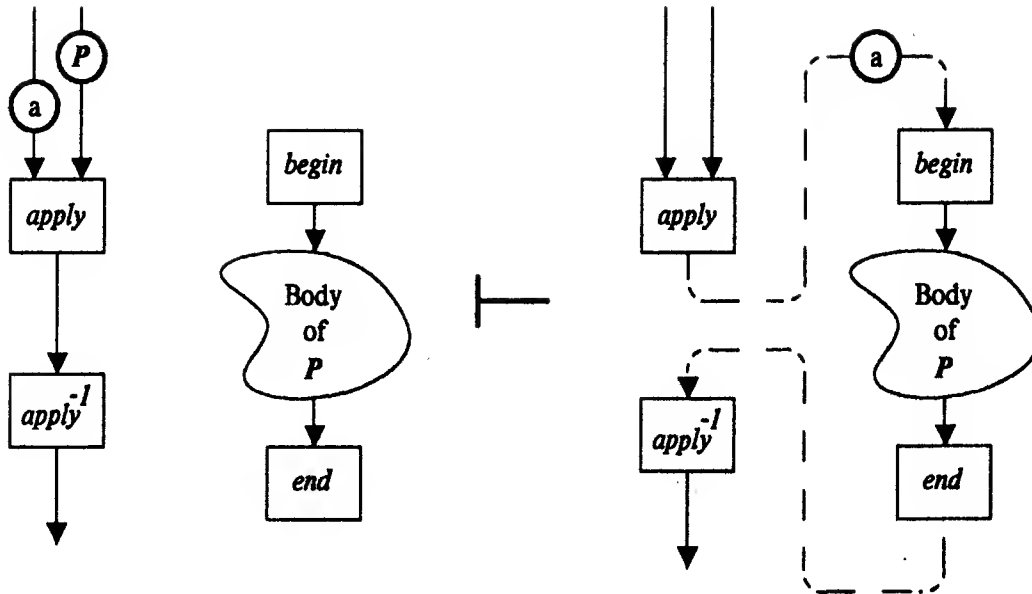 P
a
apply
apply-1
begin
Body
of
P
end
a
apply
apply-1
begin
Body
of
P
end